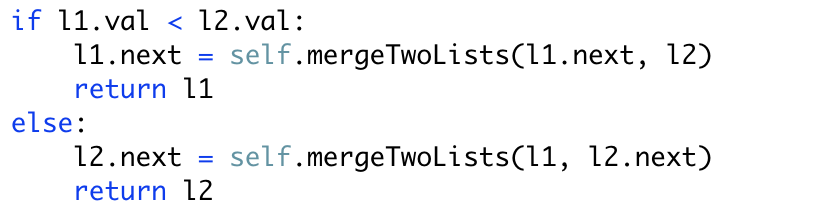 if l1.val < l2.val:
    l1.next = self.mergeTwoLists(l1.next, l2)
    return l1
else:
    l2.next = self.mergeTwoLists(l1, l2.next)
    return l2